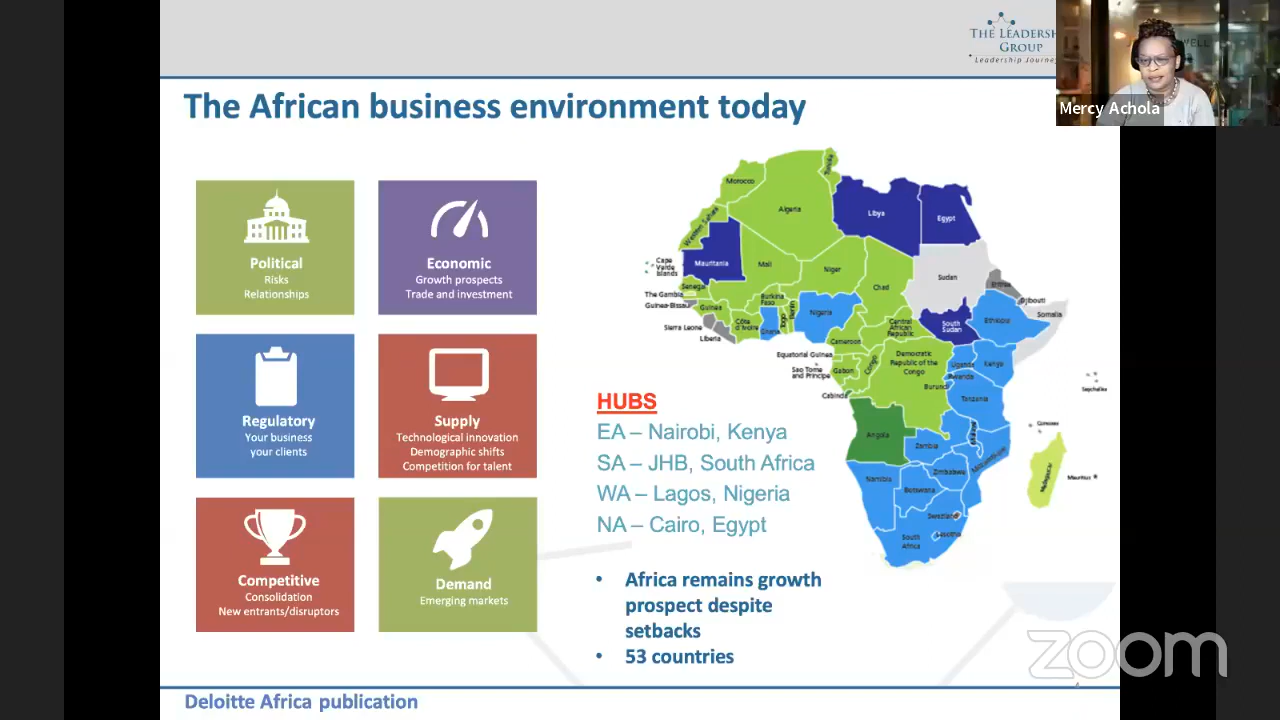 THE LEADERSH
GROUP
Leadership Journe
WELL
Mercy Achola
The African business environment today
Political
Risks
Relationships
Economic
Growth prospects
Trade and investment
Regulatory
Your business
your clients
Supply
Technological innovation
Demographic shifts
Competition for talent
Competitive
Consolidation
New entrants/disruptors
Demand
Emerging markets
HUBS
EA – Nairobi, Kenya
SA – JHB, South Africa
WA – Lagos, Nigeria
NA – Cairo, Egypt
• Africa remains growth
prospect despite
setbacks
• 53 countries
Morocco
Tunisia
Algeria
Libya
Egypt
Western Sahara
Mauritania
Cape
Verde
Islands
Mali
Niger
Chad
Sudan
Eritrea
Djibouti
Senegal
The Gambia
Guinea-Bissau
Guinea
Sierra Leone
Liberia
Côte
d'Ivoire
Burkina
Faso
Ghana
Togo
Benin
Nigeria
Cameroon
Central
African
Republic
South
Sudan
Ethiopia
Somalia
Equatorial Guinea
Sao Tome
and Principe
Gabon
Congo
Democratic
Republic of the
Congo
Uganda
Kenya
Rwanda
Burundi
Cabinda
Tanzania
Seychelles
Angola
Zambia
Malawi
Mozambique
Comoros
Namibia
Zimbabwe
Botswana
Madagascar
Mauritius
Swaziland
Lesotho
South
Africa
zoom
Deloitte Africa publication